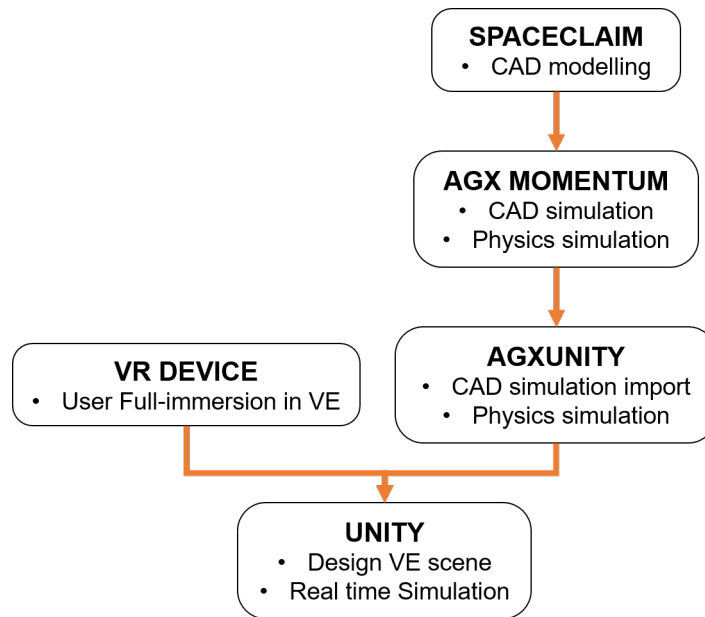 SPACECLAIM
• CAD modelling
AGX MOMENTUM
• CAD simulation
• Physics simulation
VR DEVICE
• User Full-immersion in VE
AGXUNITY
• CAD simulation import
• Physics simulation
UNITY
• Design VE scene
• Real time Simulation